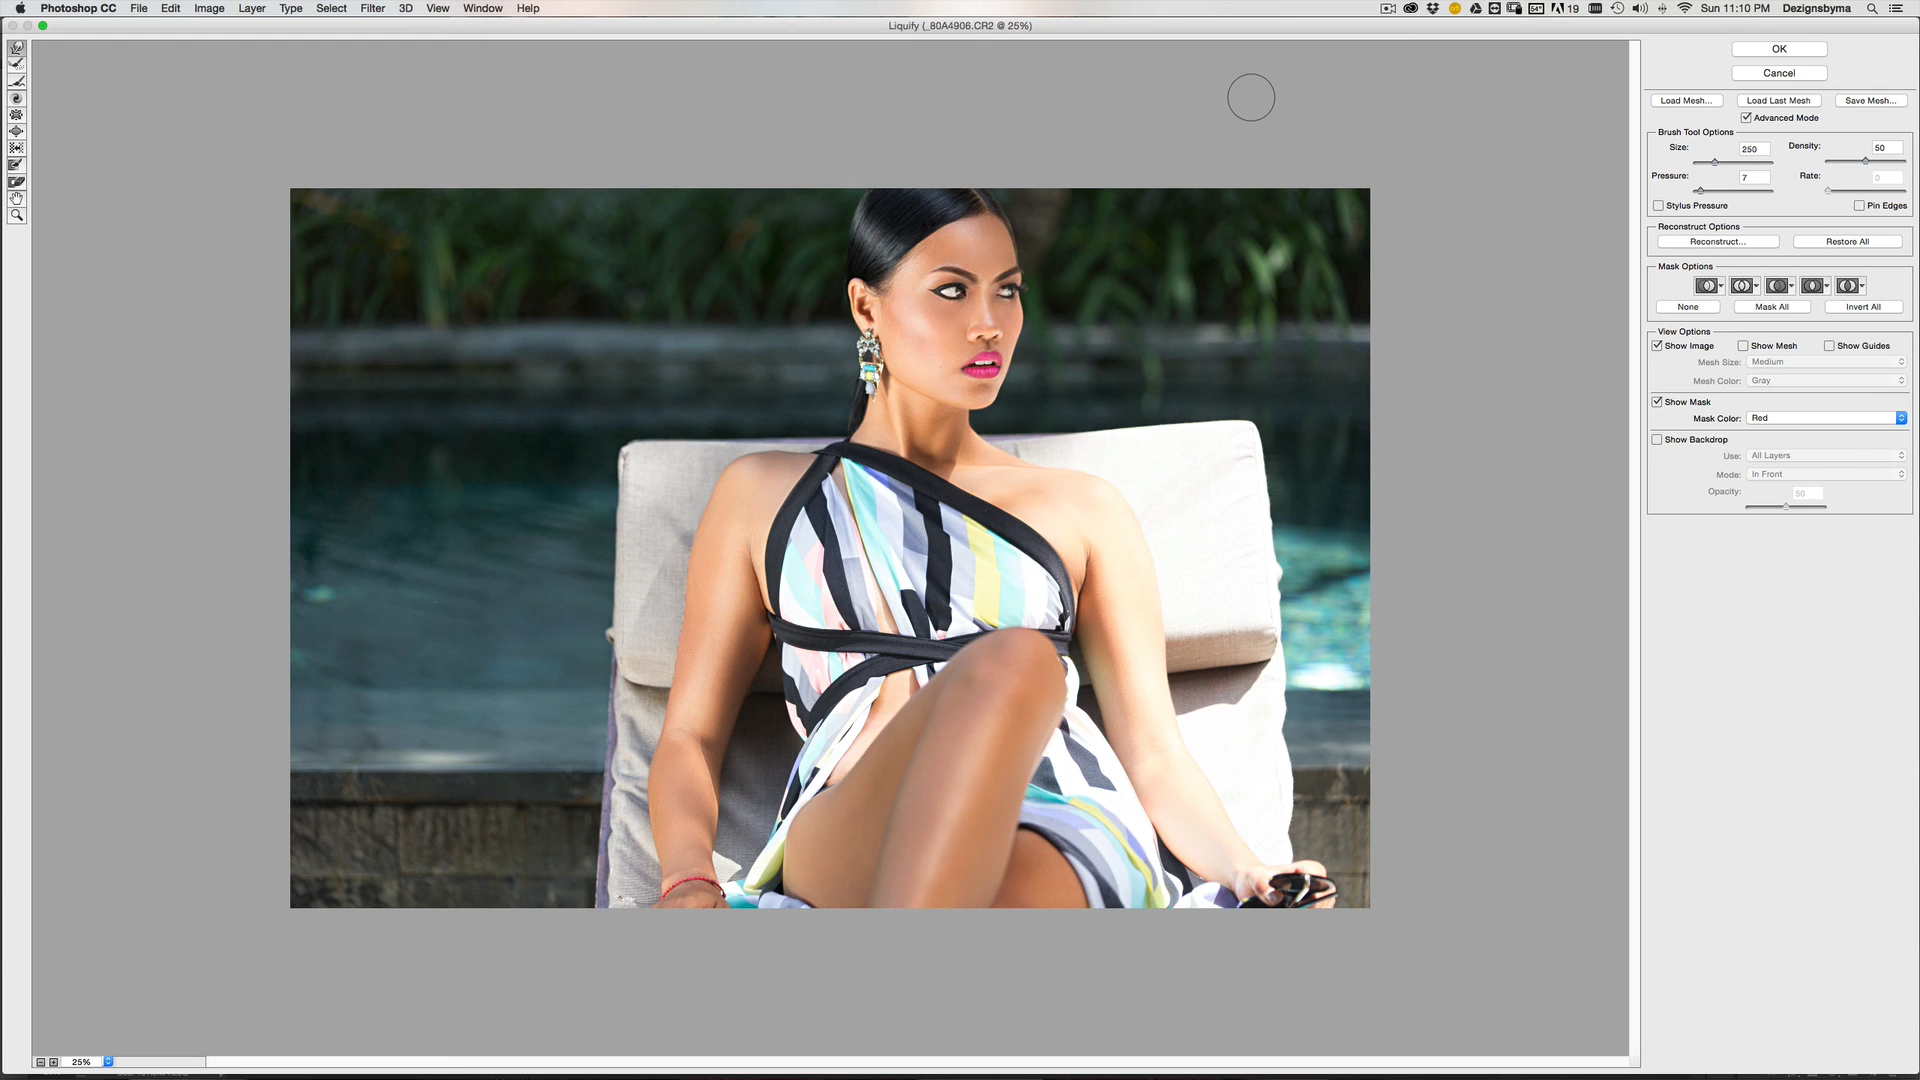 Photoshop CC File Edit Image Layer Type Select Filter 3D View Window Help 54° 19 Sun 11:10 PM Dezignsbyma
Liquify (_80A4906.CR2 @ 25%)
OK
Cancel
Load Mesh... Load Last Mesh Save Mesh...
Advanced Mode
Brush Tool Options
Size: 250 Density: 50
Pressure: 7 Rate: 0
Stylus Pressure Pin Edges
Reconstruct Options
Reconstruct... Restore All
Mask Options
None Mask All Invert All
View Options
Show Image Show Mesh Show Guides
Mesh Size: Medium
Mesh Color: Gray
Show Mask
Mask Color: Red
Show Backdrop
Use: All Layers
Mode: In Front
Opacity: 50
25%